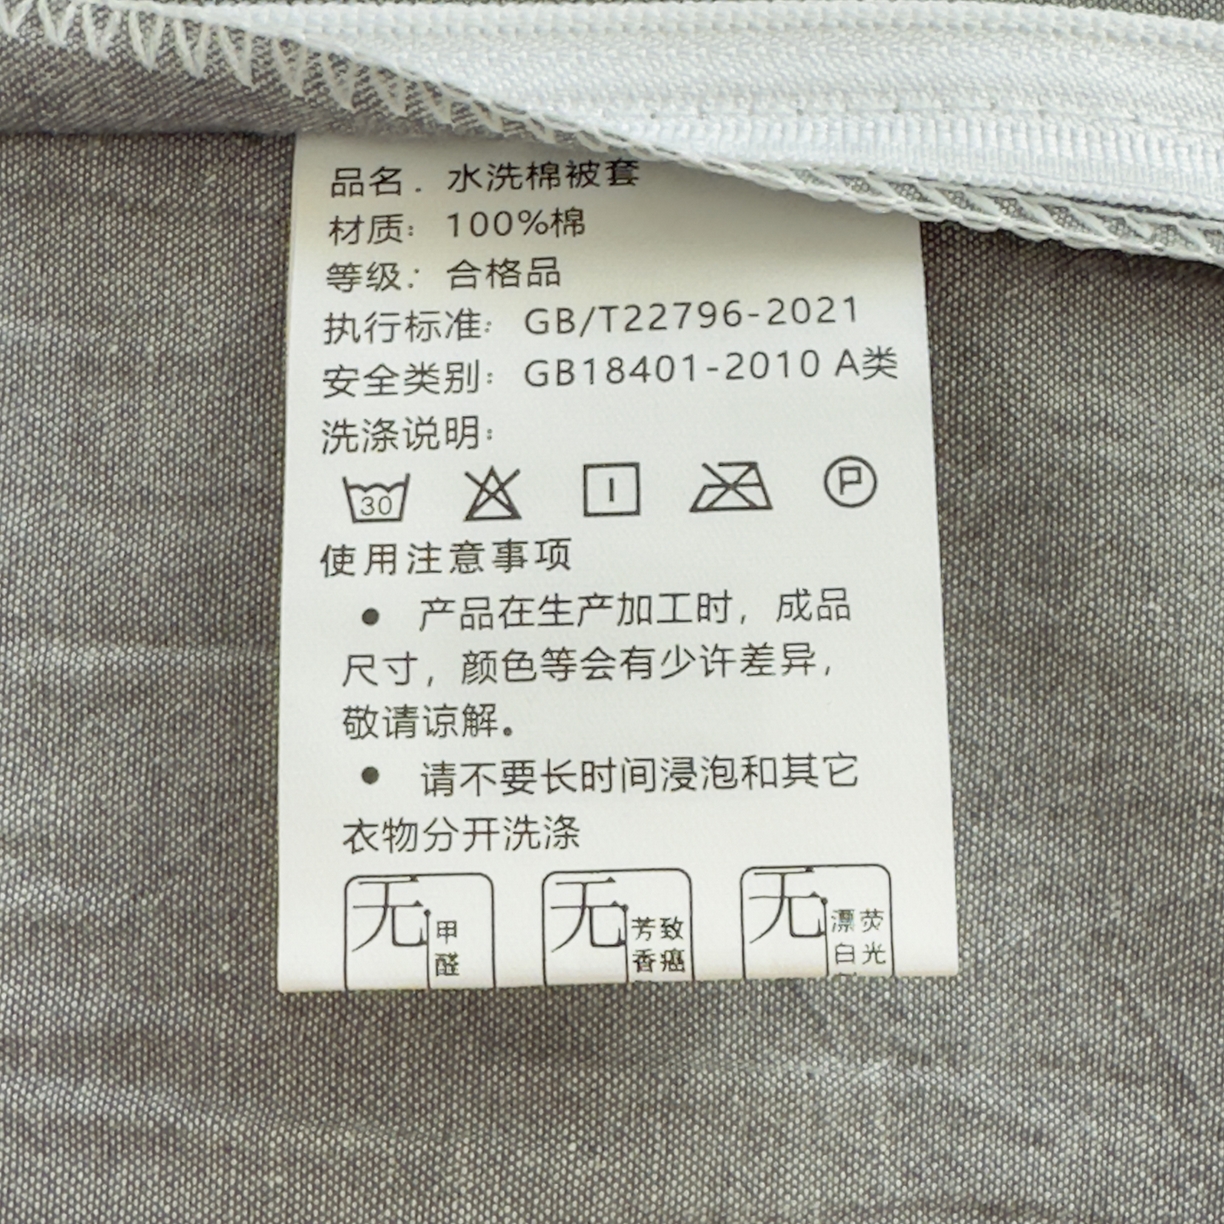 品名. 水洗棉被套
材质: 100%棉
等级: 合格品
执行标准: GB/T22796-2021
安全类别: GB18401-2010 A类
洗涤说明:
30 P
使用注意事项
● 产品在生产加工时，成品
尺寸，颜色等会有少许差异，
敬请谅解。
● 请不要长时间浸泡和其它
衣物分开洗涤
无 甲醛
无 芳香致癌
无 漂白 荧光